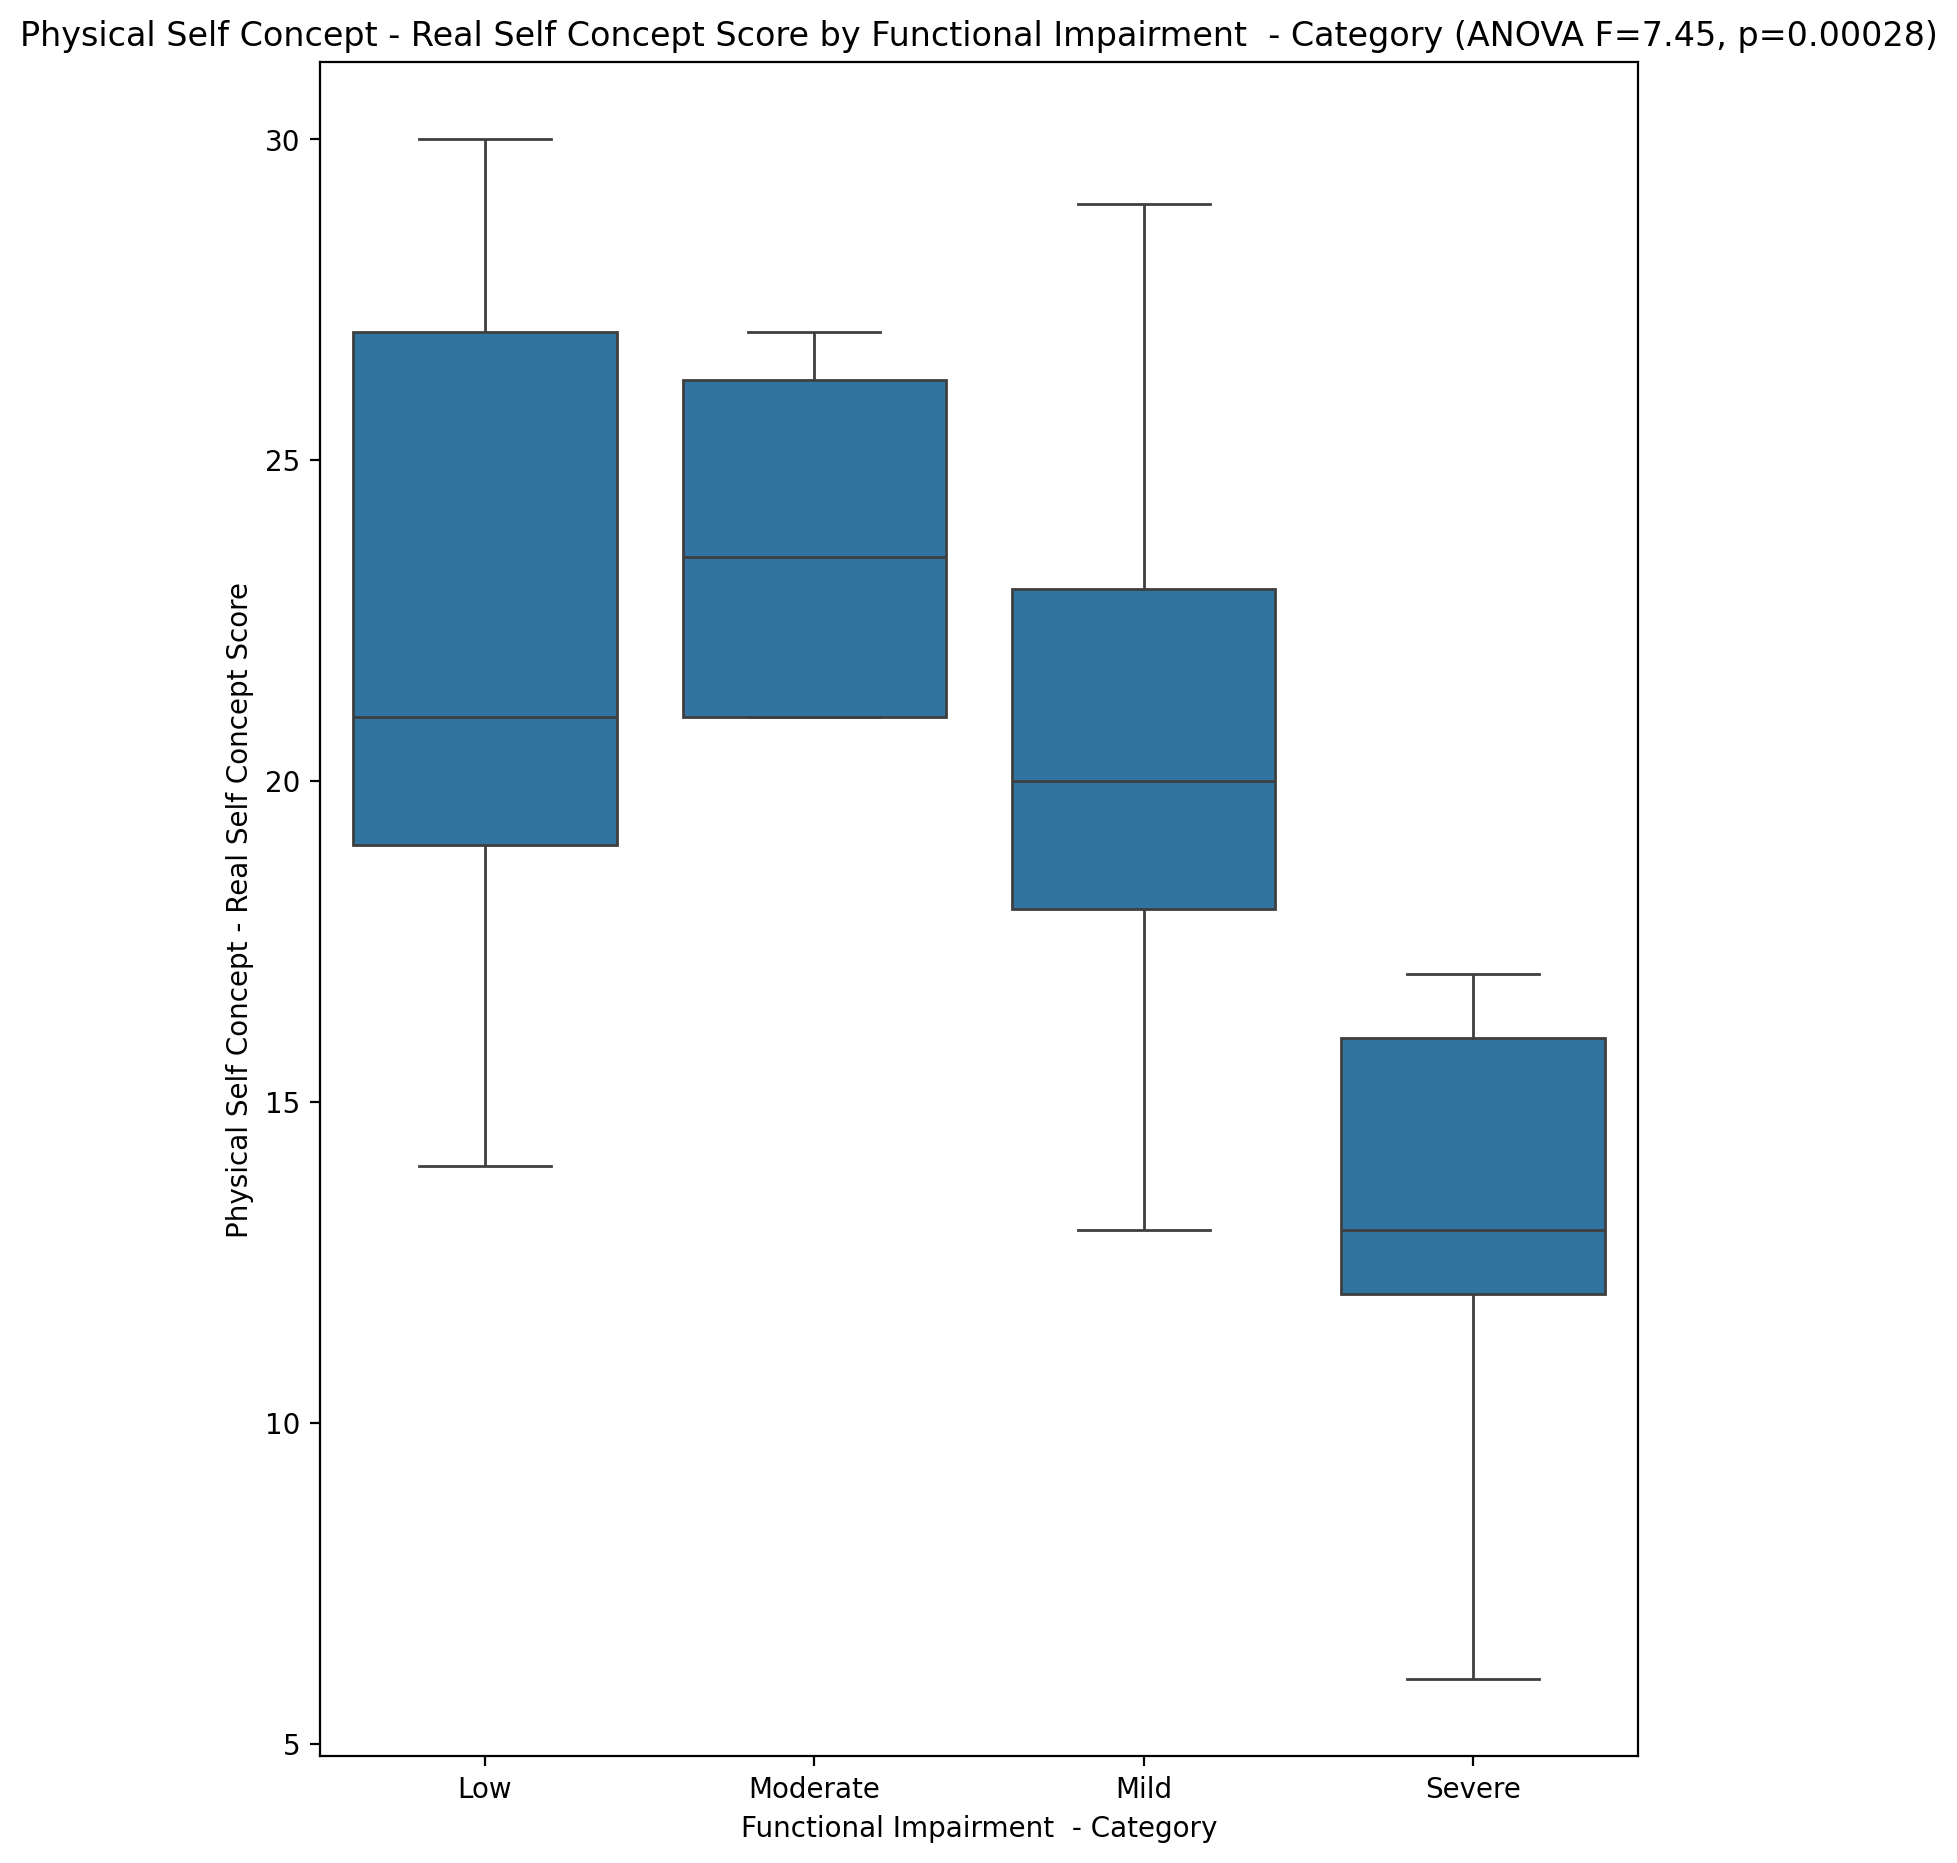 Physical Self Concept - Real Self Concept Score by Functional Impairment  - Category (ANOVA F=7.45, p=0.00028)
Physical Self Concept - Real Self Concept Score
30
25
20
15
10
5
Low Moderate Mild Severe
Functional Impairment  - Category